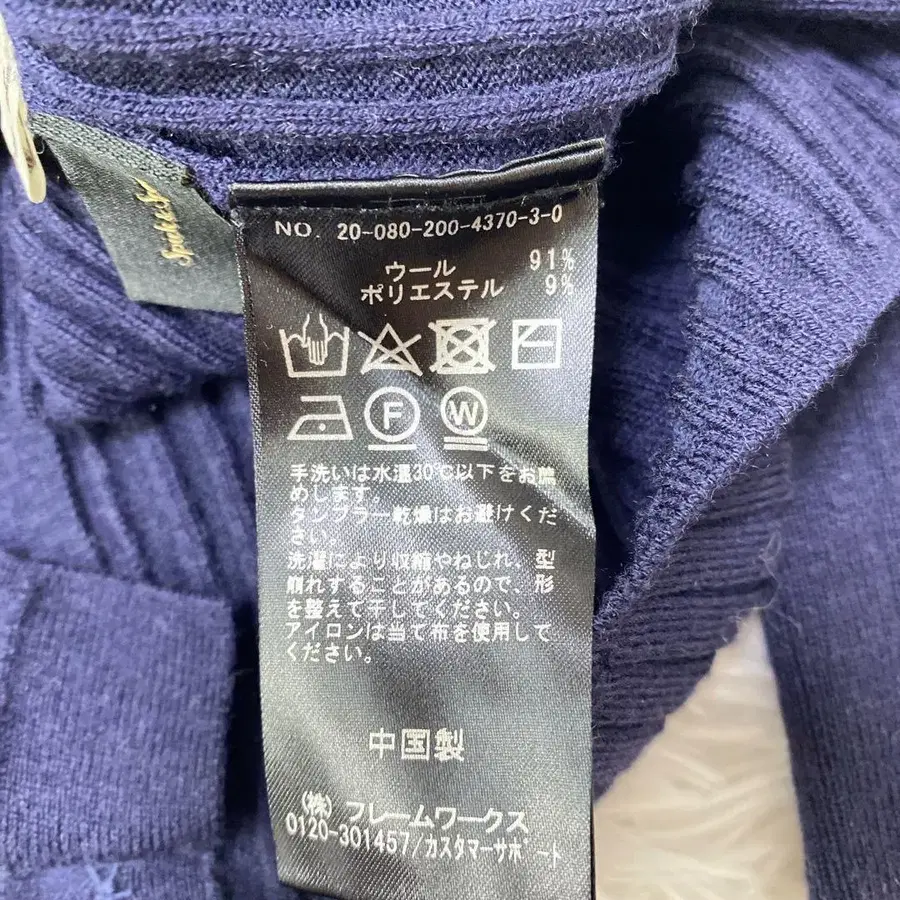 NO. 20-080-200-4370-3-0
ウール 91%
ポリエステル 9%
F W
手洗いは水温30℃以下をお薦
めします。
タンブラー乾燥はお避けくだ
さい。
洗濯により収縮やねじれ、型
崩れすることがあるので、形
を整えて干してください。
アイロンは当て布を使用して
ください。
中国製
(株) フレームワークス
0120-301457/カスタマーサポート